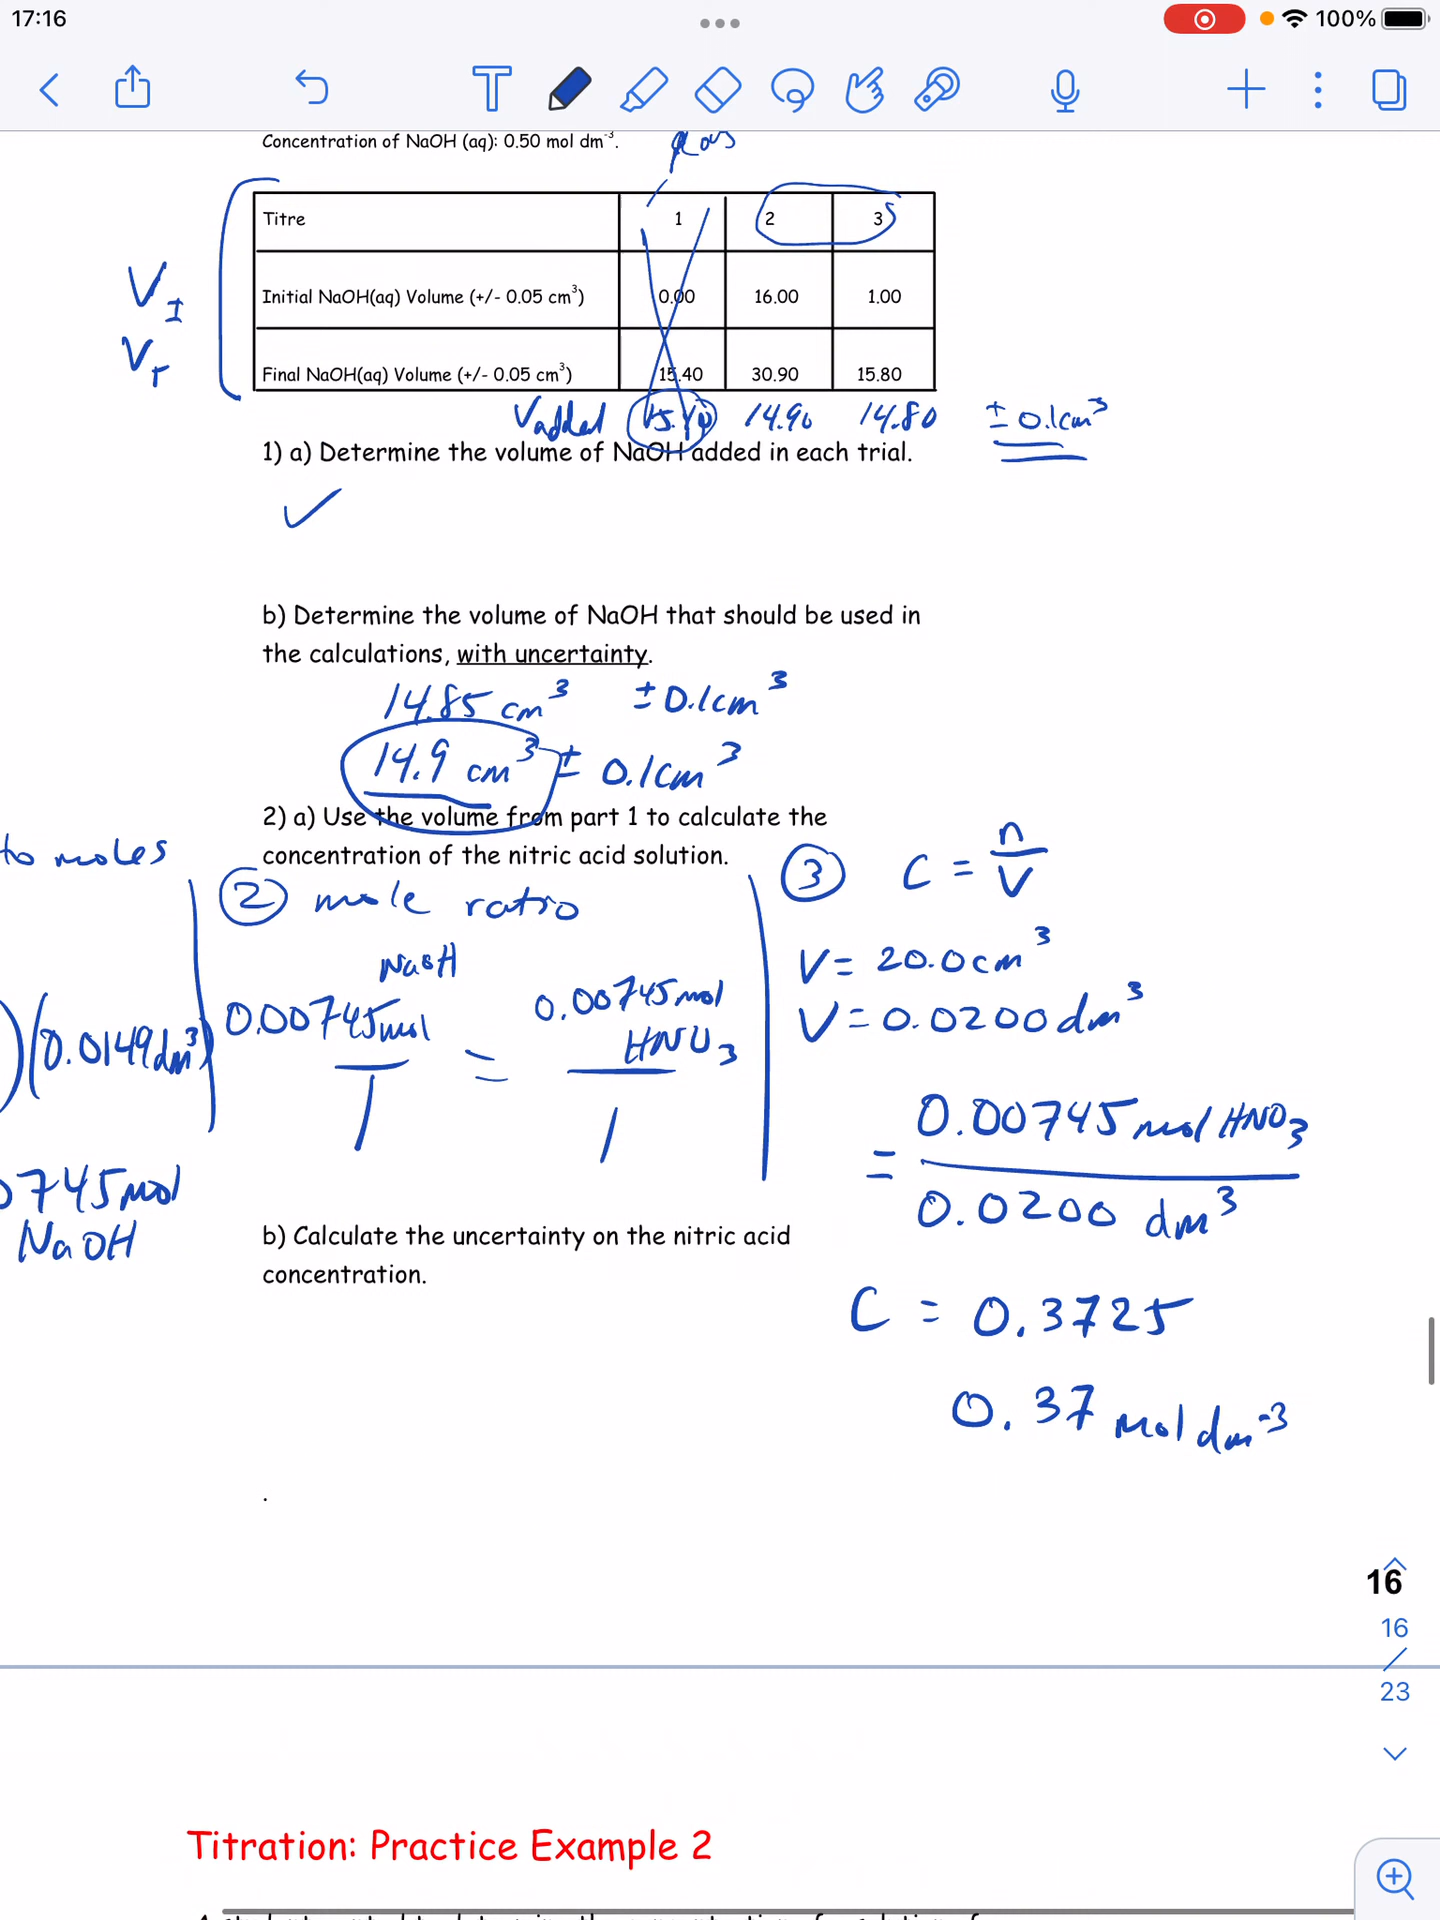 17:16
100%
Concentration of NaOH (aq): 0.50 mol dm⁻³.
Titre 1 2 3
V_I
Initial NaOH(aq) Volume (+/- 0.05 cm³) 0.00 16.00 1.00
V_F
Final NaOH(aq) Volume (+/- 0.05 cm³) 15.40 30.90 15.80
V added 15.40 14.90 14.80 ± 0.1cm³
1) a) Determine the volume of NaOH added in each trial.
b) Determine the volume of NaOH that should be used in
the calculations, with uncertainty.
14.85 cm³ ± 0.1cm³
14.9 cm³ ± 0.1cm³
2) a) Use the volume from part 1 to calculate the
concentration of the nitric acid solution.
to moles
)(0.0149dm³)
0745mol
NaOH
② mole ratio
NaOH
0.00745mol
1
=
0.00745mol
HNO₃
1
③ C = n/V
V = 20.0cm³
V = 0.0200dm³
= 0.00745 mol HNO₃
0.0200 dm³
C = 0.3725
0.37 mol dm⁻³
b) Calculate the uncertainty on the nitric acid
concentration.
.
16
16
/
23
Titration: Practice Example 2